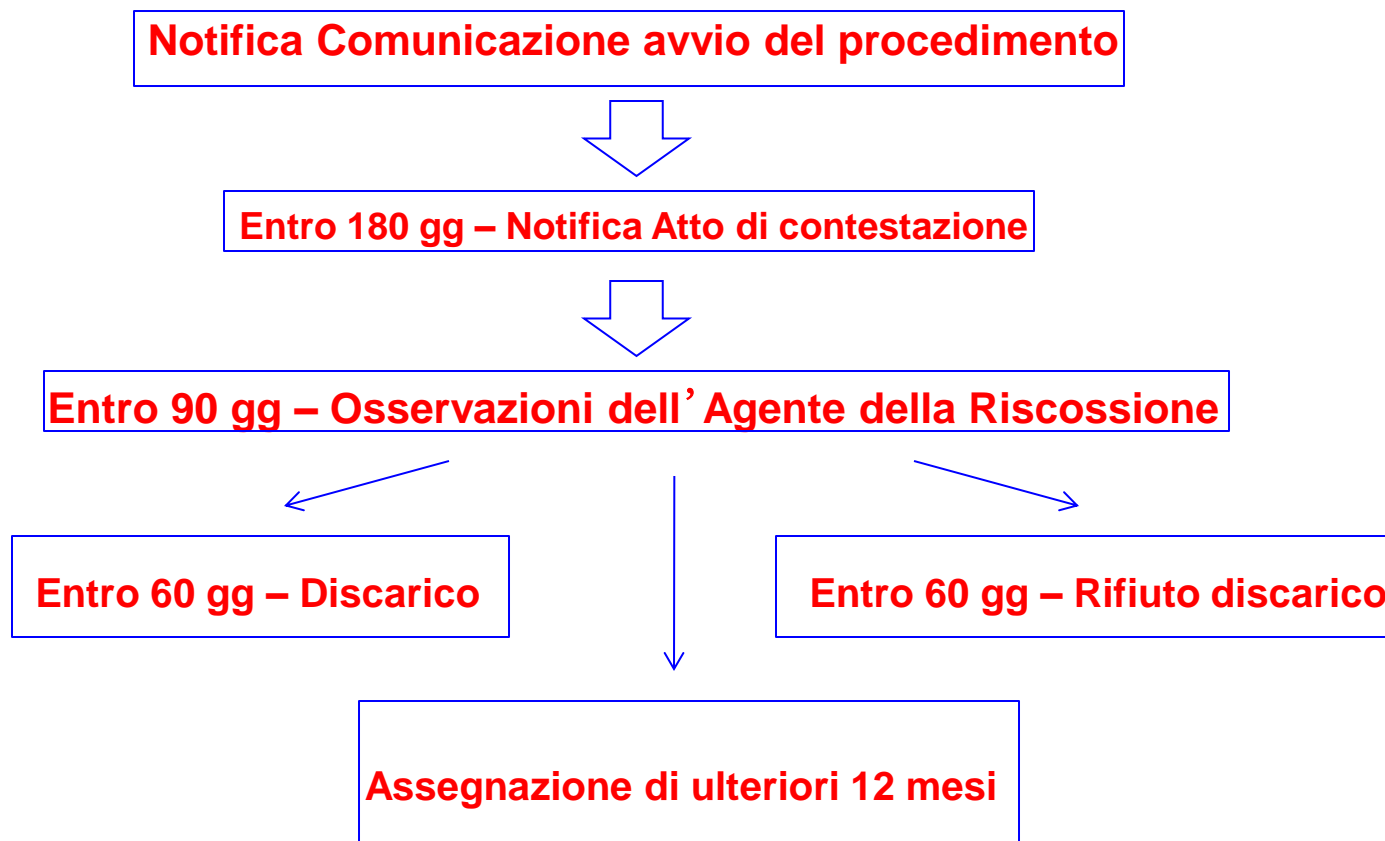 Notifica Comunicazione avvio del procedimento
Entro 180 gg – Notifica Atto di contestazione
Entro 90 gg – Osservazioni dell’Agente della Riscossione
Entro 60 gg – Discarico
Entro 60 gg – Rifiuto discarico
Assegnazione di ulteriori 12 mesi